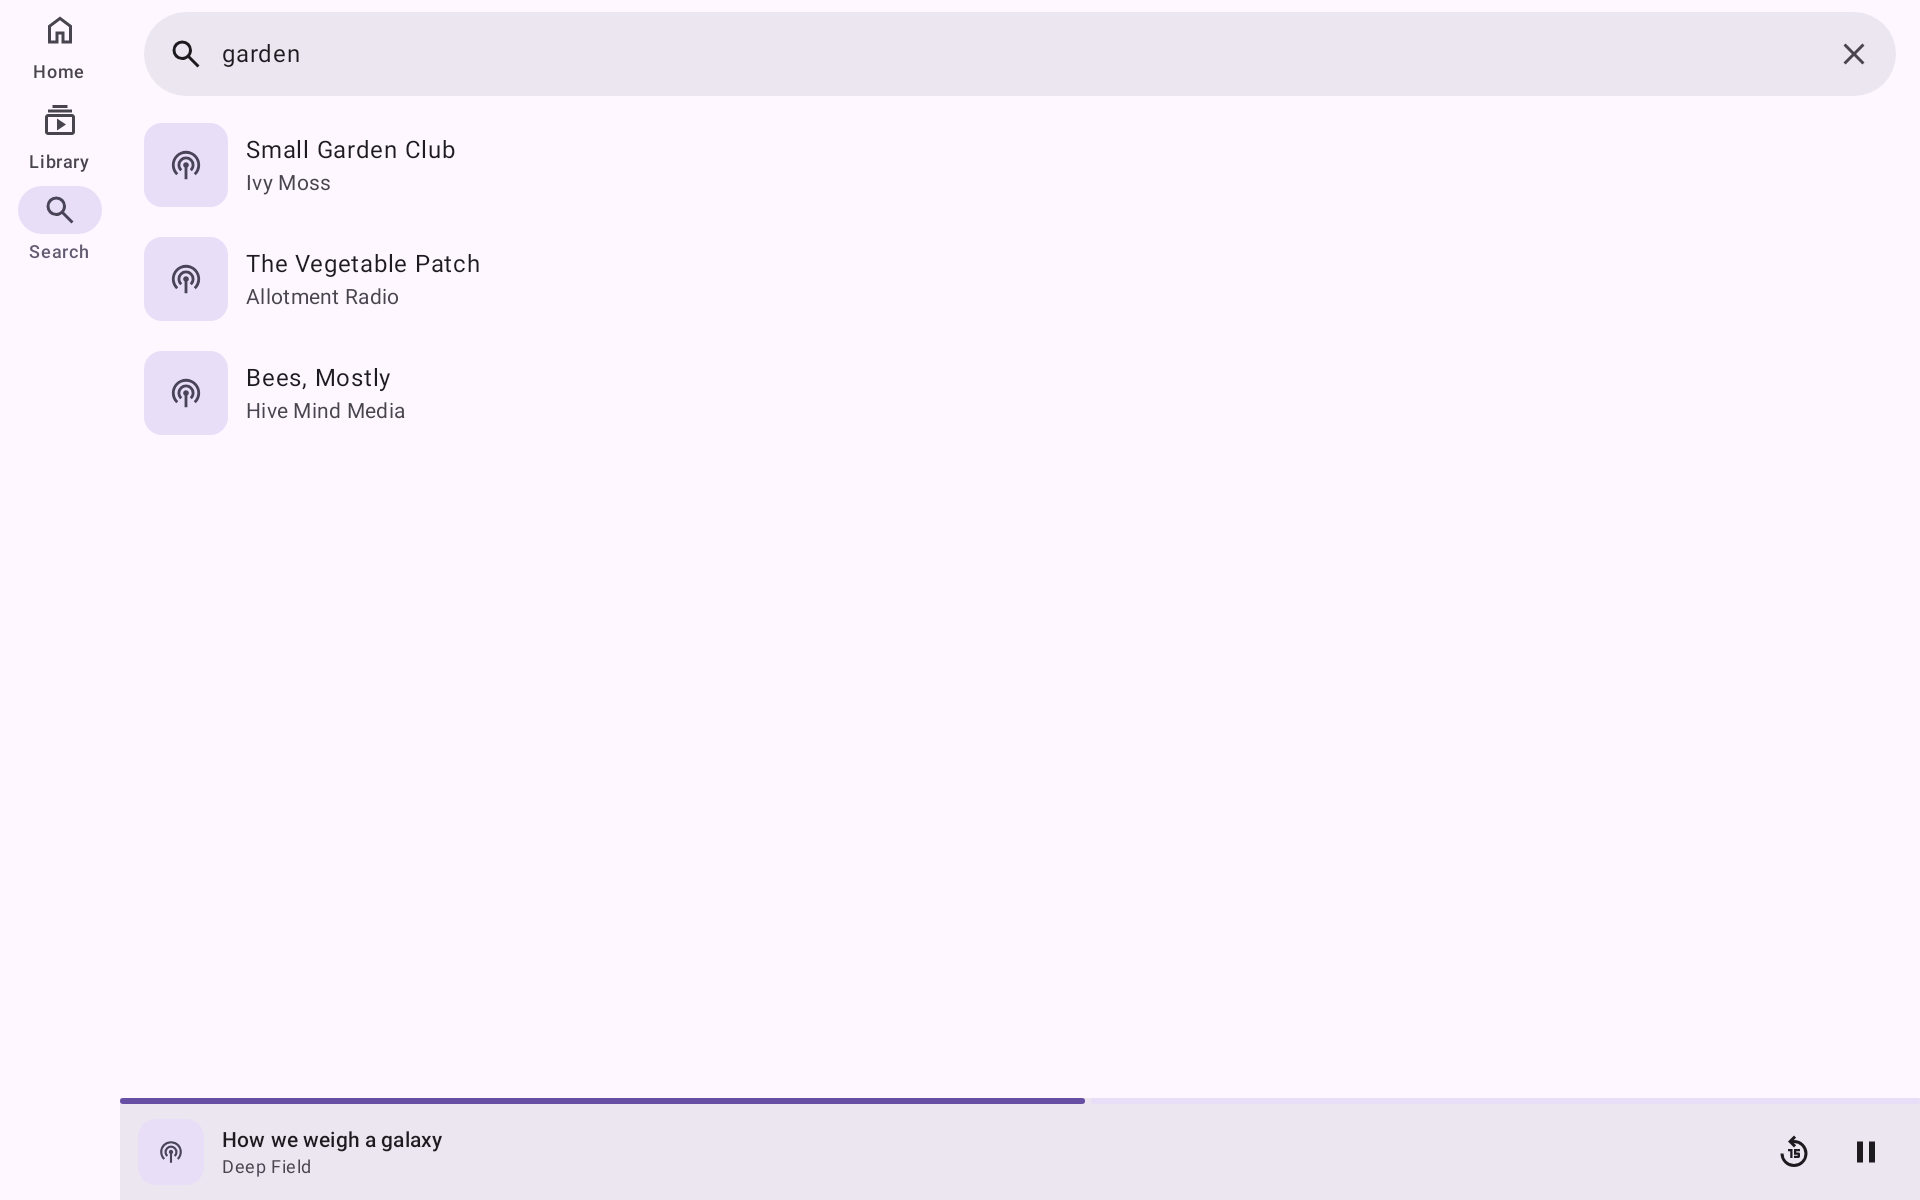 Home
Library
Search
garden
Small Garden Club
Ivy Moss
The Vegetable Patch
Allotment Radio
Bees, Mostly
Hive Mind Media
How we weigh a galaxy
Deep Field
15